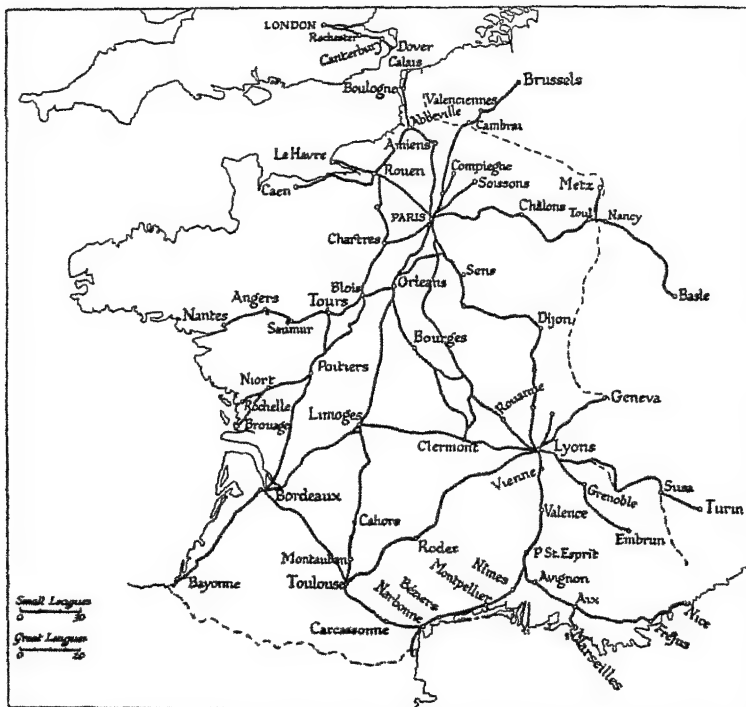 LONDON
Rochester
Canterbury
Dover
Calais
Boulogne
Brussels
Valenciennes
Abbeville
Cambrai
Amiens
Le Havre
Rouen
Compiegne
Soissons
Metz
Caen
PARIS
Châlons
Toul
Nancy
Chartres
Sens
Blois
Orleans
Basle
Angers
Tours
Nantes
Saumur
Dijon
Bourges
Poitiers
Niort
Rochelle
Brouage
Limoges
Rouanne
Geneva
Clermont
Lyons
Vienne
Bordeaux
Grenoble
Susa
Turin
Valence
Cahors
Embrun
Rodez
P. St. Esprit
Montauban
Bayonne
Toulouse
Nîmes
Montpellier
Béziers
Narbonne
Avignon
Aix
Nice
Fréjus
Marseilles
Carcassonne
Small Leagues
0 30
Great Leagues
0 20